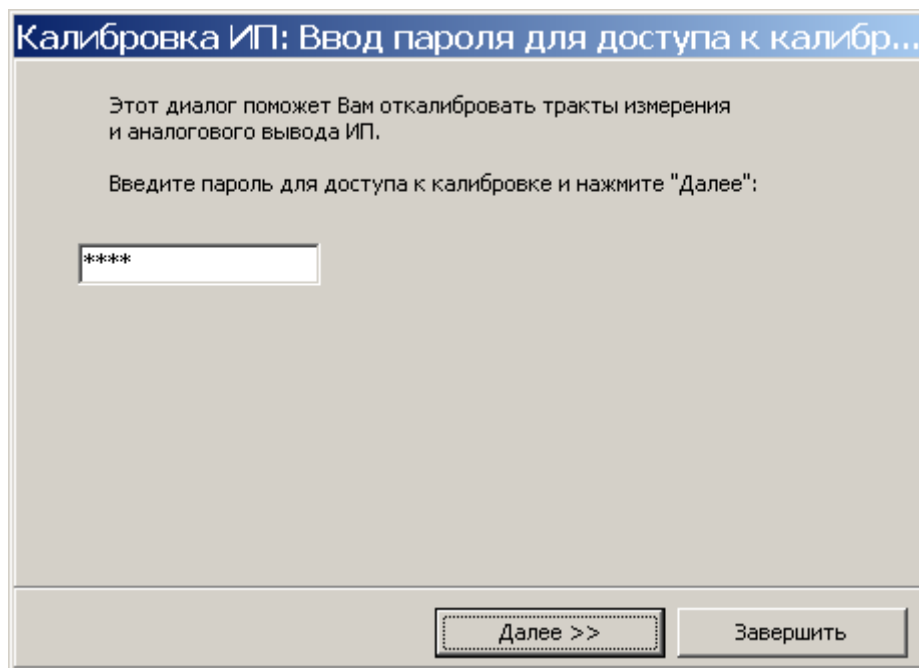 Калибровка ИП: Ввод пароля для доступа к калибр...
Этот диалог поможет Вам откалибровать тракты измерения
и аналогового вывода ИП.
Введите пароль для доступа к калибровке и нажмите "Далее":
****
Далее >>
Завершить